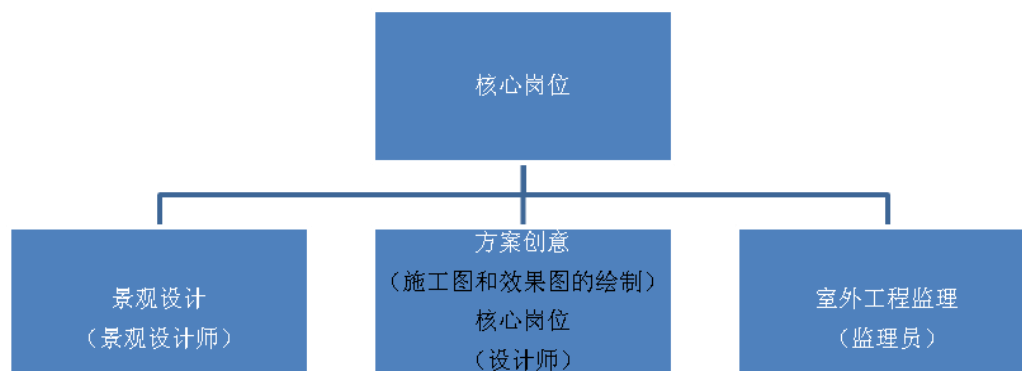 核心岗位
景观设计
（景观设计师）
方案创意
（施工图和效果图的绘制）
核心岗位
（设计师）
室外工程监理
（监理员）